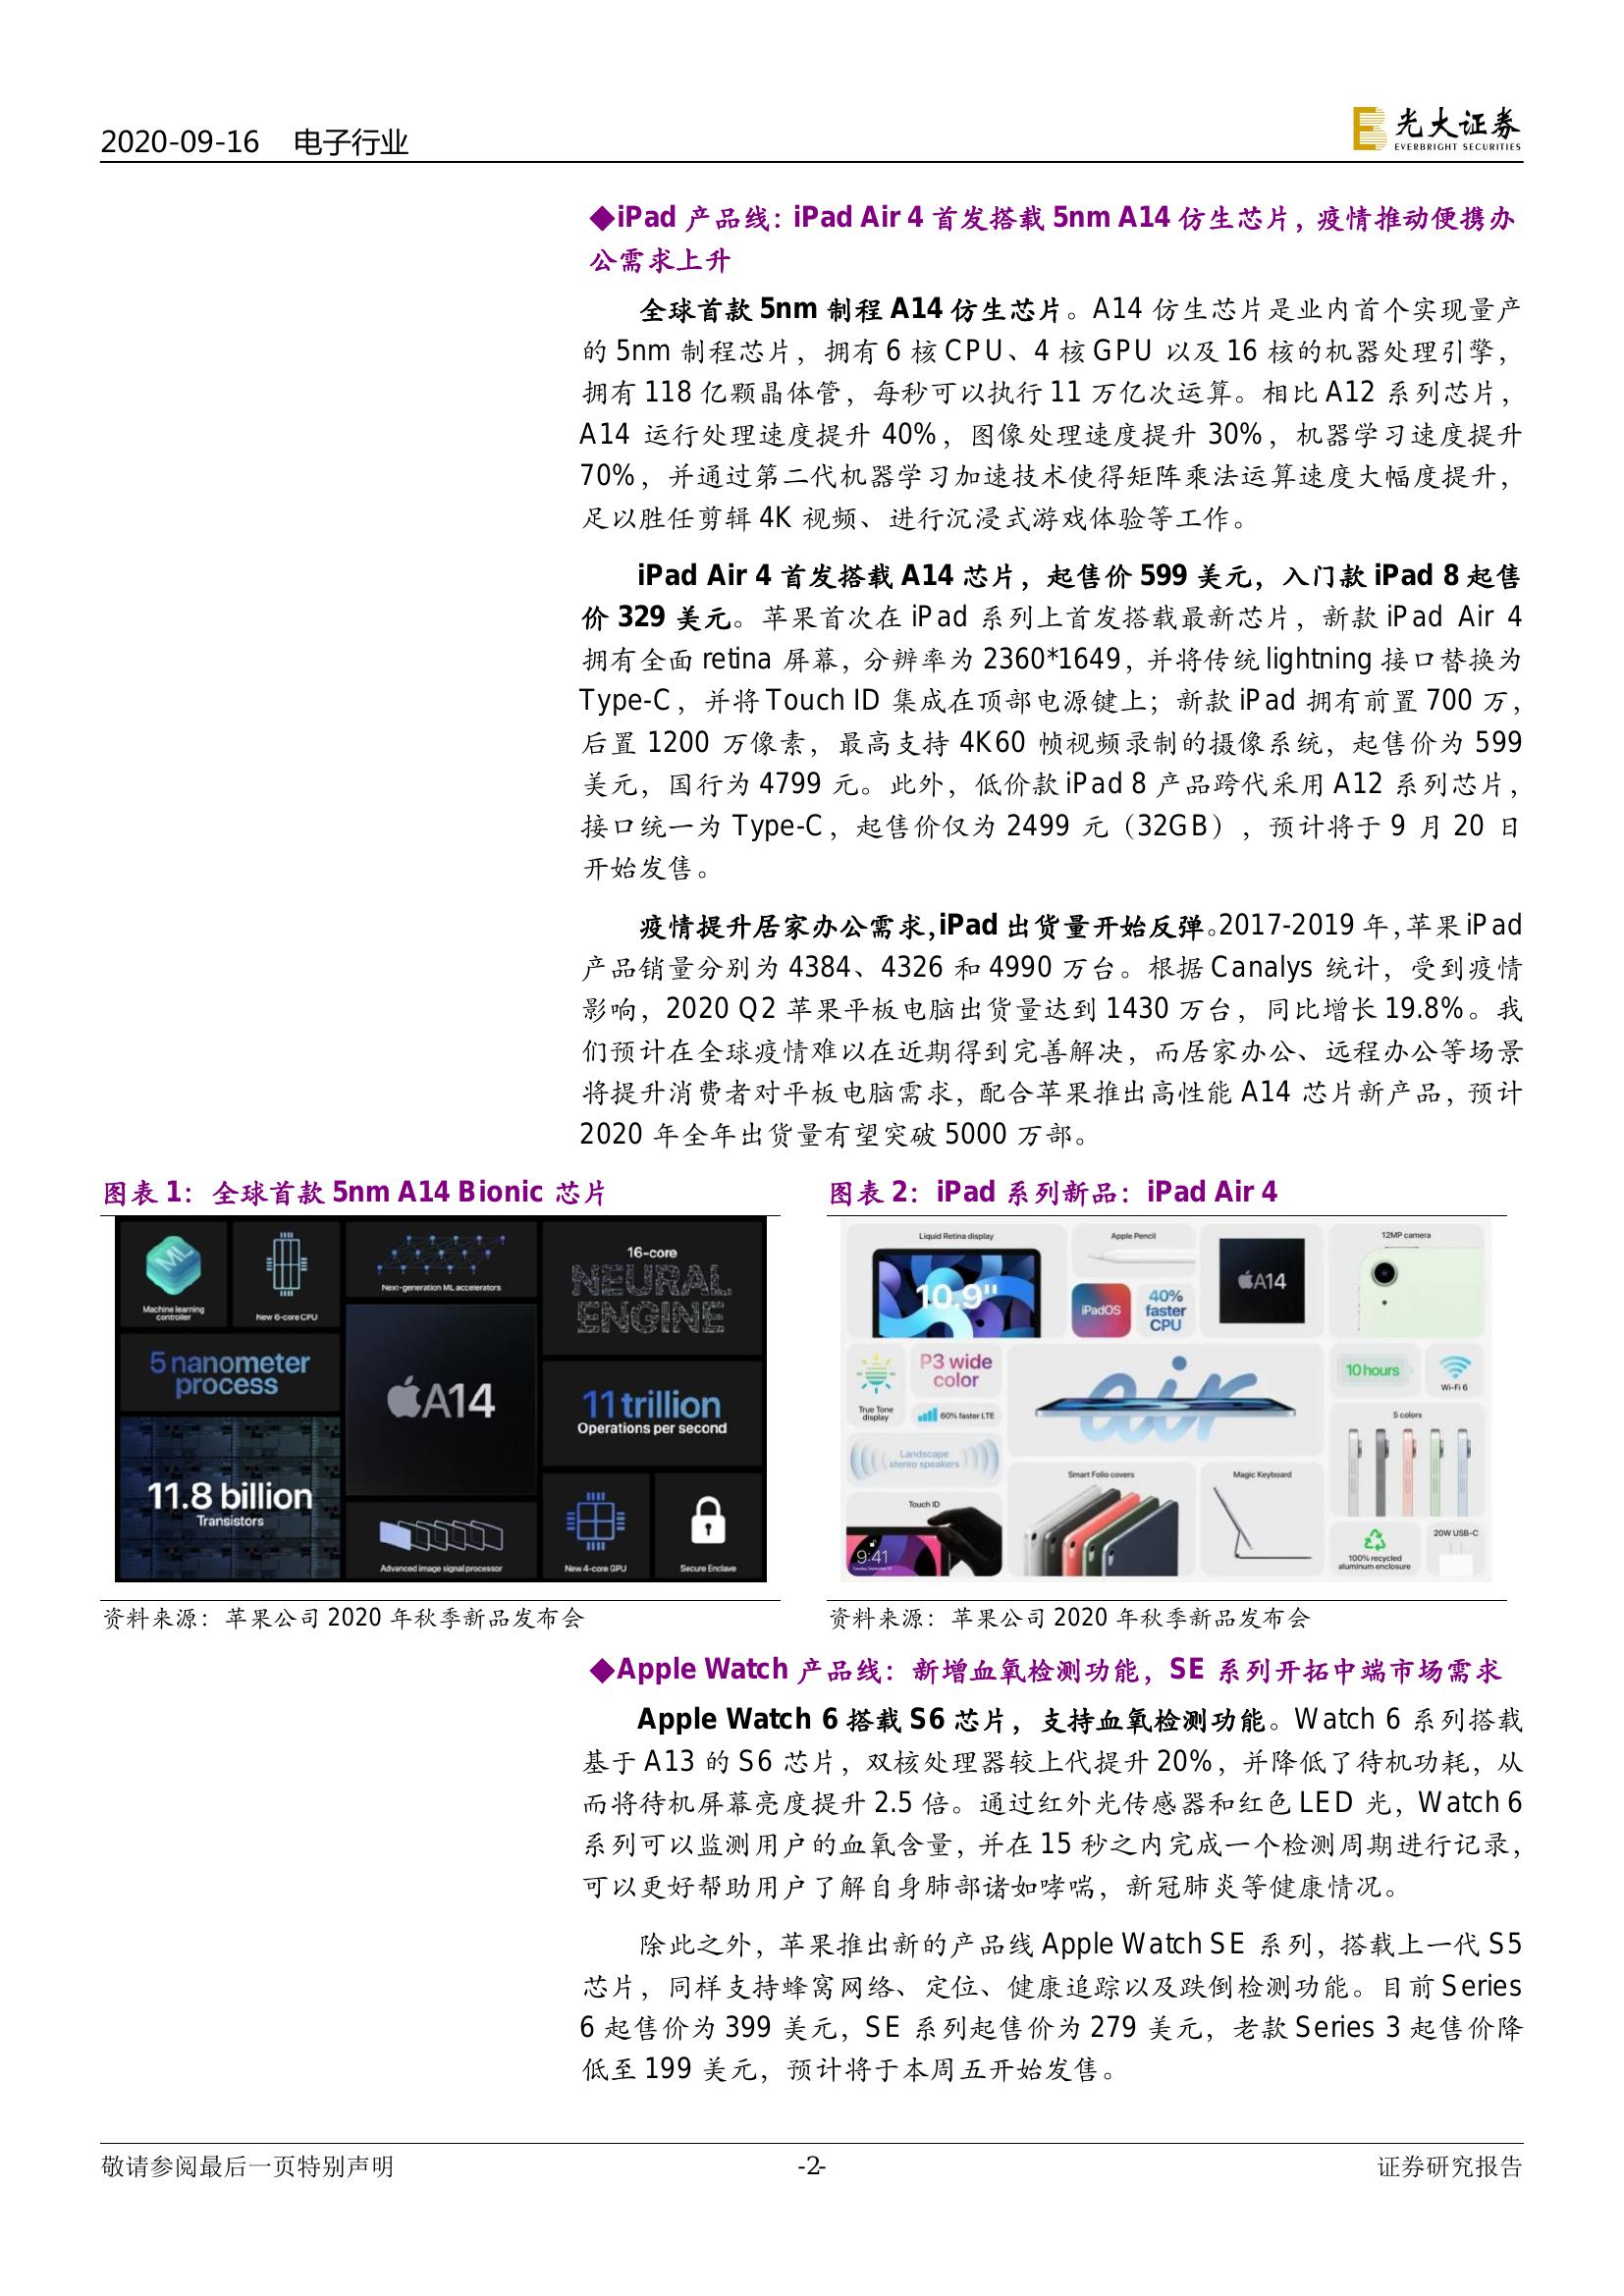 2020-09-16 电子行业
光大证券
EVERBRIGHT SECURITIES
◆iPad 产品线：iPad Air 4 首发搭载 5nm A14 仿生芯片，疫情推动便携办
公需求上升
全球首款 5nm 制程 A14 仿生芯片。A14 仿生芯片是业内首个实现量产
的 5nm 制程芯片，拥有 6 核 CPU、4 核 GPU 以及 16 核的机器处理引擎，
拥有 118 亿颗晶体管，每秒可以执行 11 万亿次运算。相比 A12 系列芯片，
A14 运行处理速度提升 40%，图像处理速度提升 30%，机器学习速度提升
70%，并通过第二代机器学习加速技术使得矩阵乘法运算速度大幅度提升，
足以胜任剪辑 4K 视频、进行沉浸式游戏体验等工作。
iPad Air 4 首发搭载 A14 芯片，起售价 599 美元，入门款 iPad 8 起售
价 329 美元。苹果首次在 iPad 系列上首发搭载最新芯片，新款 iPad Air 4
拥有全面 retina 屏幕，分辨率为 2360*1649，并将传统 lightning 接口替换为
Type-C，并将 Touch ID 集成在顶部电源键上；新款 iPad 拥有前置 700 万，
后置 1200 万像素，最高支持 4K60 帧视频录制的摄像系统，起售价为 599
美元，国行为 4799 元。此外，低价款 iPad 8 产品跨代采用 A12 系列芯片，
接口统一为 Type-C，起售价仅为 2499 元（32GB），预计将于 9 月 20 日
开始发售。
疫情提升居家办公需求，iPad 出货量开始反弹。2017-2019 年，苹果 iPad
产品销量分别为 4384、4326 和 4990 万台。根据 Canalys 统计，受到疫情
影响，2020 Q2 苹果平板电脑出货量达到 1430 万台，同比增长 19.8%。我
们预计在全球疫情难以在近期得到完善解决，而居家办公、远程办公等场景
将提升消费者对平板电脑需求，配合苹果推出高性能 A14 芯片新产品，预计
2020 年全年出货量有望突破 5000 万部。
图表 1：全球首款 5nm A14 Bionic 芯片
ML
Machine learning
controller
New 6-core CPU
Next-generation ML accelerators
16-core
NEURAL
ENGINE
5 nanometer
process
A14
11 trillion
Operations per second
11.8 billion
Transistors
Advanced image signal processor
New 4-core GPU
Secure Enclave
资料来源：苹果公司 2020 年秋季新品发布会
图表 2：iPad 系列新品：iPad Air 4
Liquid Retina display
10.9"
Apple Pencil
iPadOS
40%
faster
CPU
A14
12MP camera
True Tone
display
P3 wide
color
60% faster LTE
air
10 hours
Wi-Fi 6
5 colors
Landscape
stereo speakers
Touch ID
9:41
Smart Folio covers
Magic Keyboard
100% recycled
aluminum enclosure
20W USB-C
资料来源：苹果公司 2020 年秋季新品发布会
◆Apple Watch 产品线：新增血氧检测功能，SE 系列开拓中端市场需求
Apple Watch 6 搭载 S6 芯片，支持血氧检测功能。Watch 6 系列搭载
基于 A13 的 S6 芯片，双核处理器较上代提升 20%，并降低了待机功耗，从
而将待机屏幕亮度提升 2.5 倍。通过红外光传感器和红色 LED 光，Watch 6
系列可以监测用户的血氧含量，并在 15 秒之内完成一个检测周期进行记录，
可以更好帮助用户了解自身肺部诸如哮喘，新冠肺炎等健康情况。
除此之外，苹果推出新的产品线 Apple Watch SE 系列，搭载上一代 S5
芯片，同样支持蜂窝网络、定位、健康追踪以及跌倒检测功能。目前 Series
6 起售价为 399 美元，SE 系列起售价为 279 美元，老款 Series 3 起售价降
低至 199 美元，预计将于本周五开始发售。
敬请参阅最后一页特别声明
-2-
证券研究报告